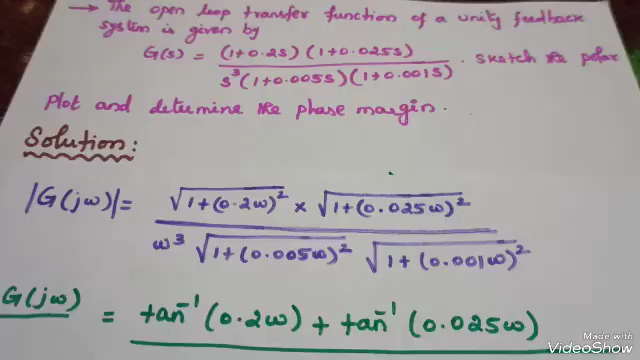 → The open loop transfer function of a unity feedback
system is given by
G(s) = (1+0.2s) (1+0.025s) / s³(1+0.005s)(1+0.001s) . sketch the polar
Plot and determine the phase margin.
Solution:
|G(jω)| = √1+(0.2ω)² × √1+(0.025ω)² / ω³ √1+(0.005ω)² √1+(0.001ω)²
G(jω) = tan⁻¹(0.2ω) + tan⁻¹(0.025ω)
Made with
VideoShow